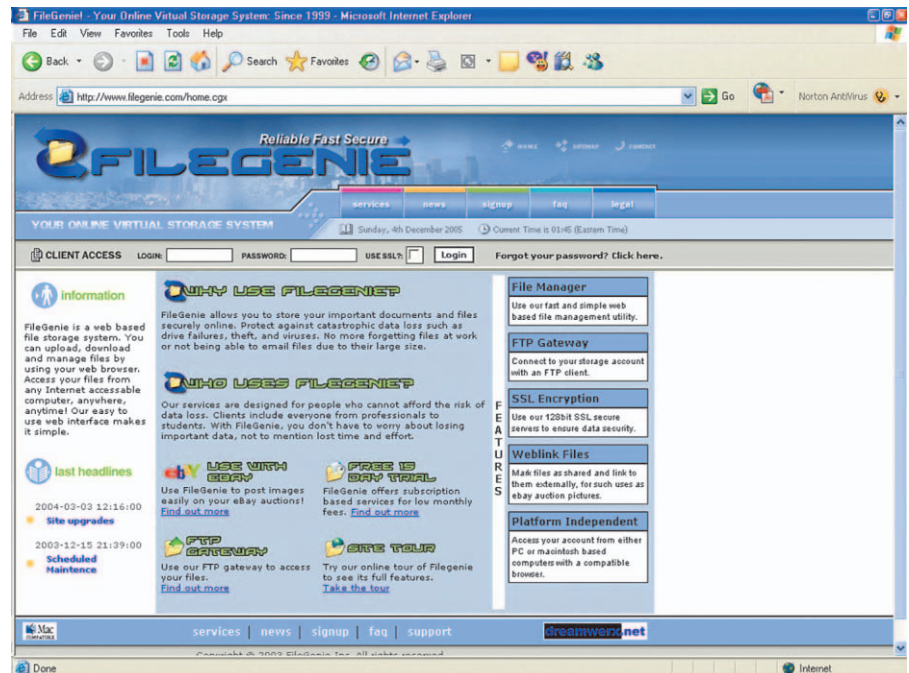 FileGenie! - Your Online Virtual Storage System: Since 1999 - Microsoft Internet Explorer
File Edit View Favorites Tools Help
Back Search Favorites
Address http://www.filegenie.com/home.cgx Go Norton AntiVirus
Reliable Fast Secure
FILEGENIE
HOME SITEMAP CONTACT
services news signup faq legal
YOUR ONLINE VIRTUAL STORAGE SYSTEM
Sunday, 4th December 2005 Current Time is 01:45 (Eastern Time)
CLIENT ACCESS LOGIN: PASSWORD: USE SSL?: Login Forgot your password? Click here.
information
FileGenie is a web based
file storage system. You
can upload, download
and manage files by
using your web browser.
Access your files from
any Internet accessable
computer, anywhere,
anytime! Our easy to
use web interface makes
it simple.
last headlines
2004-03-03 12:16:00
Site upgrades
2003-12-15 21:39:00
Scheduled
Maintence
WHY USE FILEGENIE?
FileGenie allows you to store your important documents and files
securely online. Protect against catastrophic data loss such as
drive failures, theft, and viruses. No more forgetting files at work
or not being able to email files due to their large size.
WHO USES FILEGENIE?
Our services are designed for people who cannot afford the risk of
data loss. Clients include everyone from professionals to
students. With FileGenie, you don't have to worry about losing
important data, not to mention lost time and effort.
ebY USE WITH
EBAY
Use FileGenie to post images
easily on your eBay auctions!
Find out more
FREE 15
DAY TRIAL
FileGenie offers subscription
based services for low monthly
fees. Find out more
FTP
GATEWAY
Use our FTP gateway to access
your files.
Find out more
SITE TOUR
Try our online tour of Filegenie
to see its full features.
Take the tour
FEATURES
File Manager
Use our fast and simple web
based file management utility.
FTP Gateway
Connect to your storage account
with an FTP client.
SSL Encryption
Use our 128bit SSL secure
servers to ensure data security.
Weblink Files
Mark files as shared and link to
them externally, for such uses as
ebay auction pictures.
Platform Independent
Access your account from either
PC or macintosh based
computers with a compatible
browser.
Mac
services | news | signup | faq | support
dreamwerx.net
Copyright © 2003 FileGenie Inc. All rights reserved
Done Internet